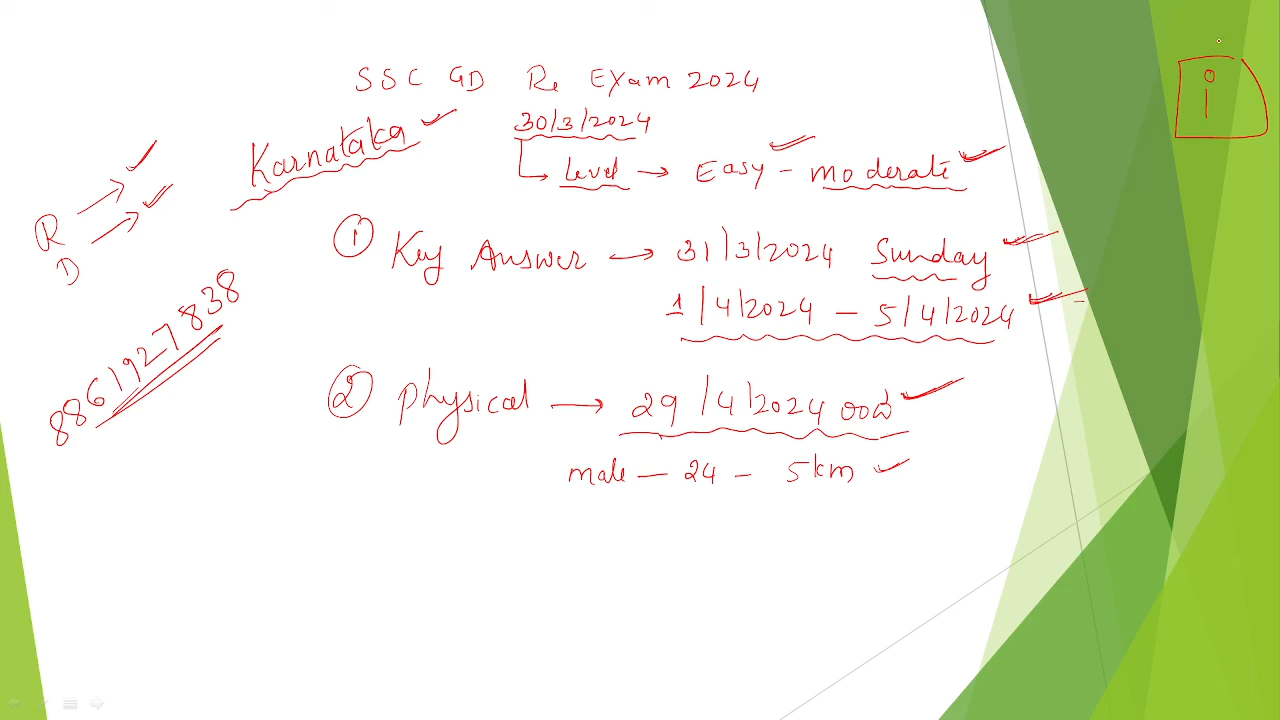 SSC GD Re Exam 2024
30/3/2024
Karnataka
Level → Easy - moderate
R →
D →
① Key Answer → 31/3/2024 Sunday
1/4/2024 - 5/4/2024
8861927838
② Physical → 29/4/2024 ರಿಂದ
male - 24 - 5km
i